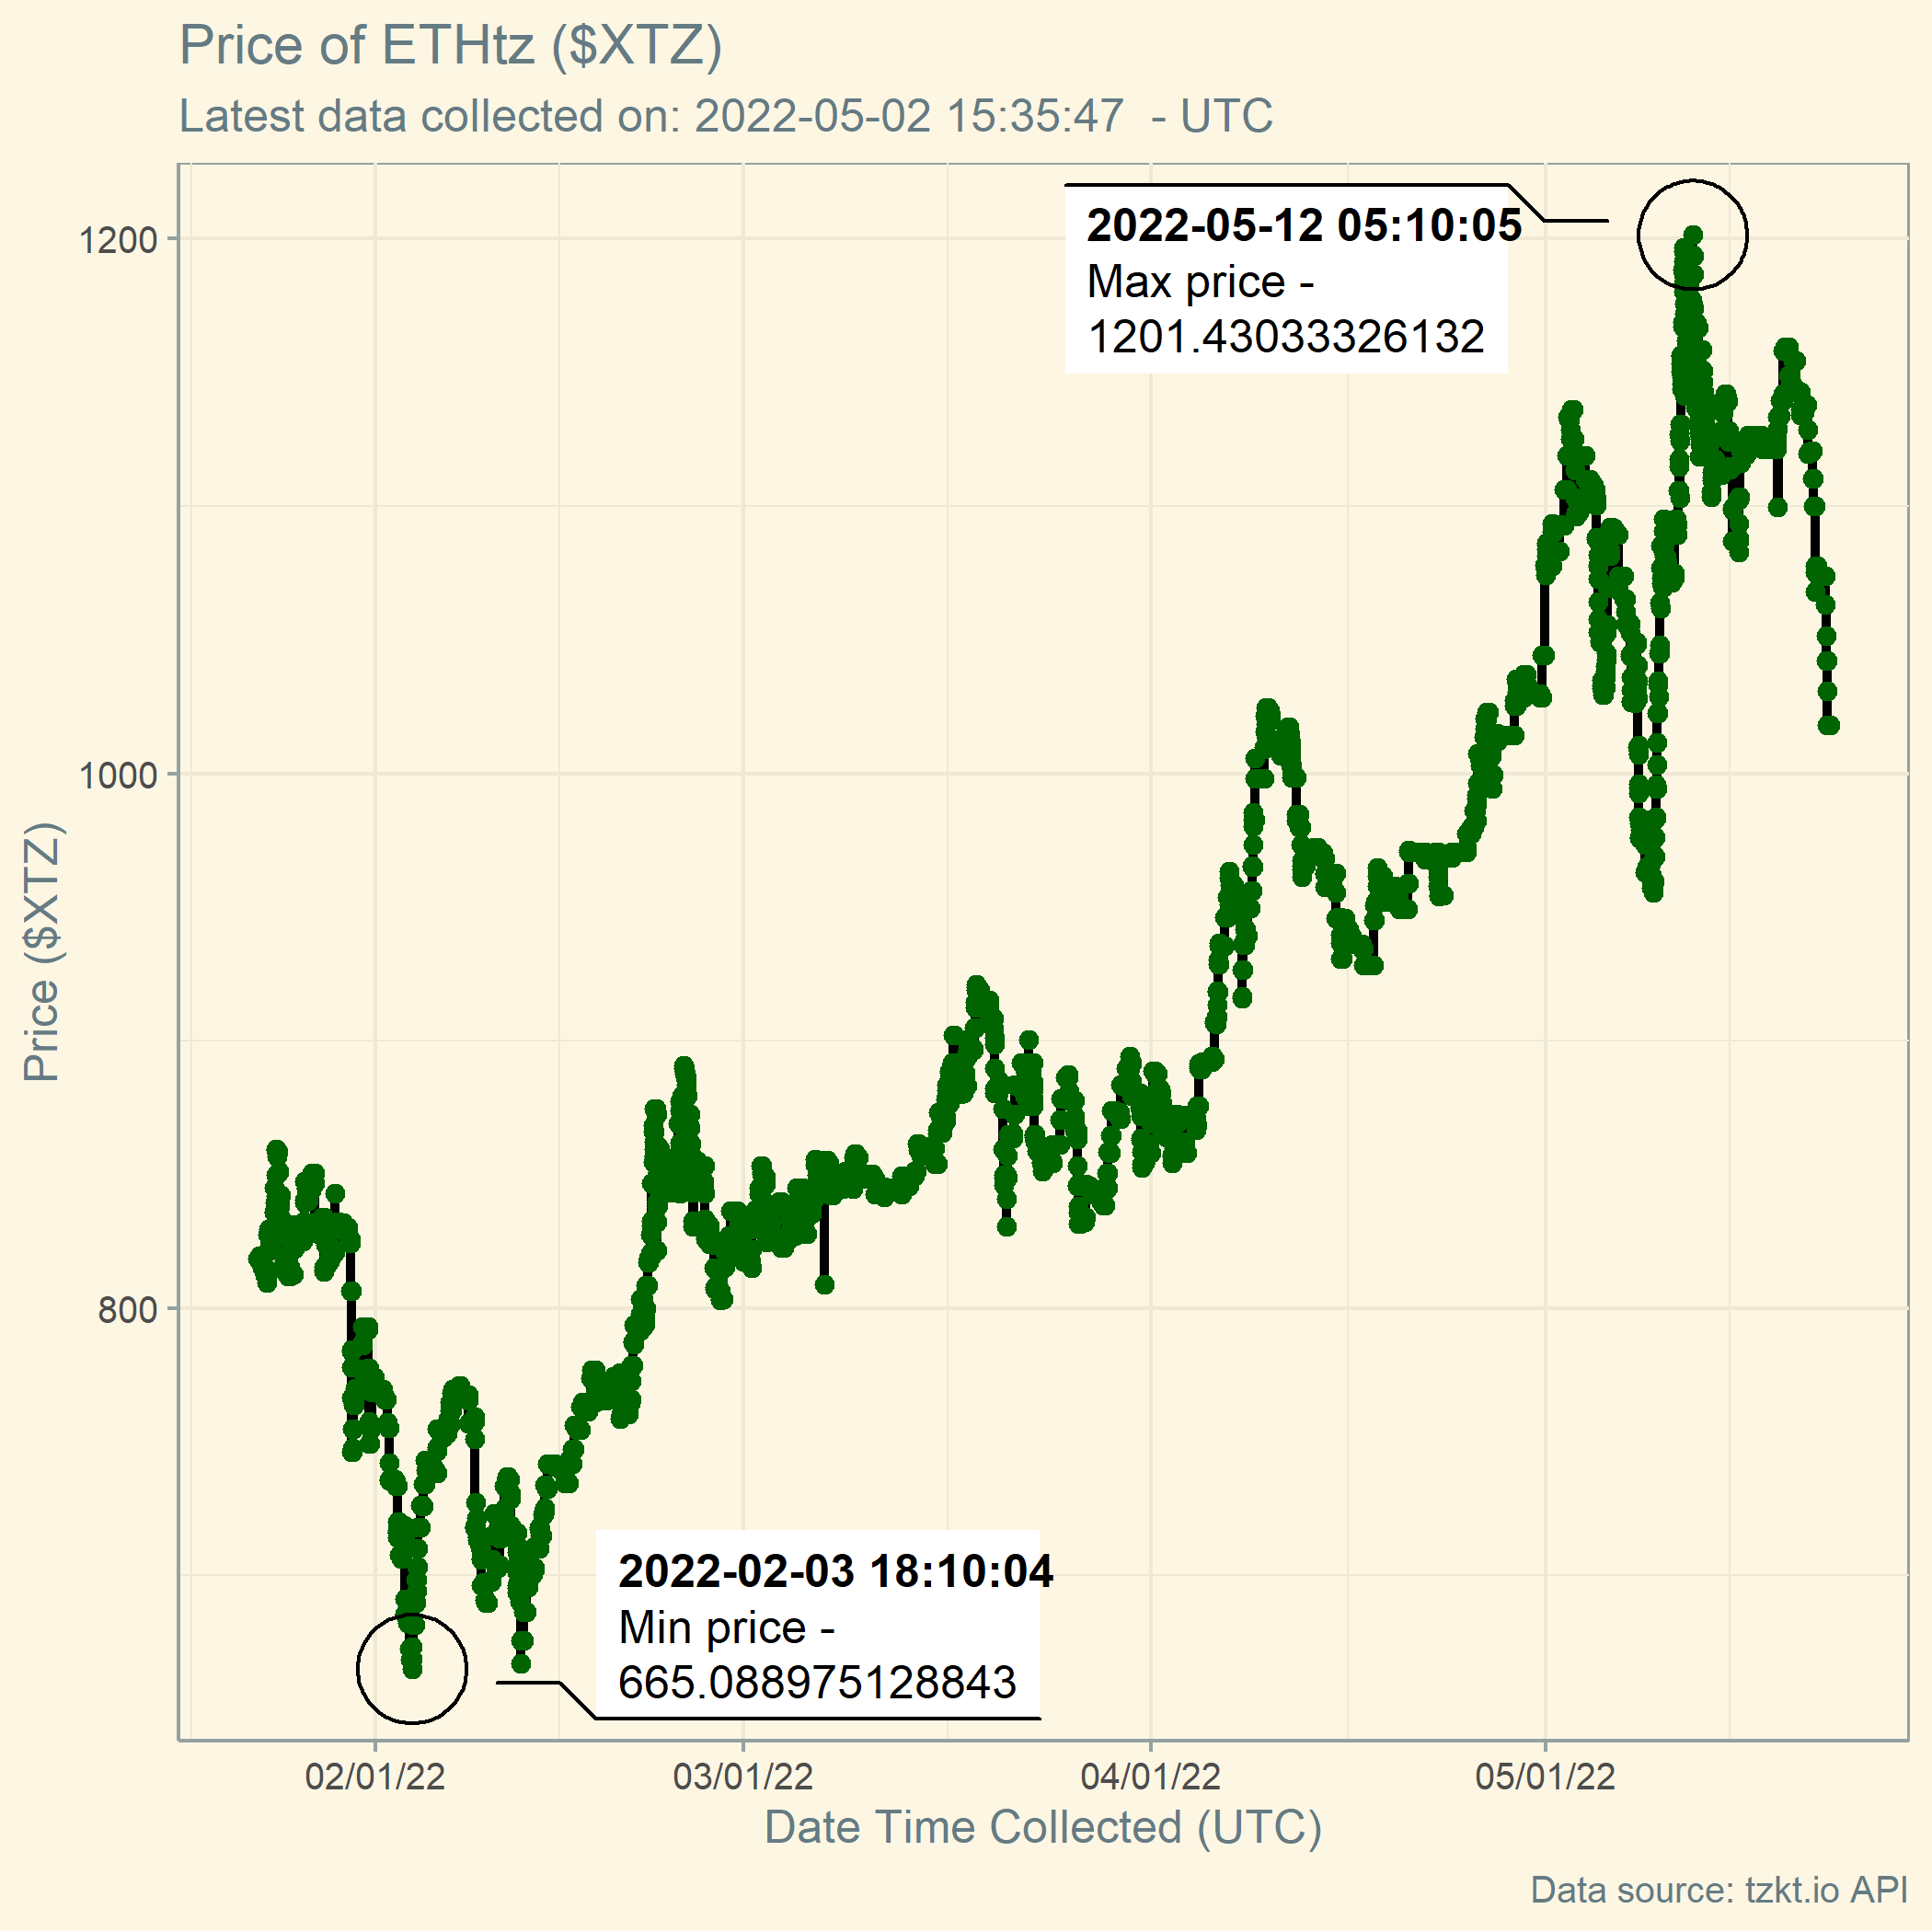 Price of ETHtz ($XTZ)
Latest data collected on: 2022-05-02 15:35:47  - UTC
2022-05-12 05:10:05
Max price -
1201.43033326132
1200
1000
800
Price ($XTZ)
2022-02-03 18:10:04
Min price -
665.088975128843
02/01/22
03/01/22
04/01/22
05/01/22
Date Time Collected (UTC)
Data source: tzkt.io API